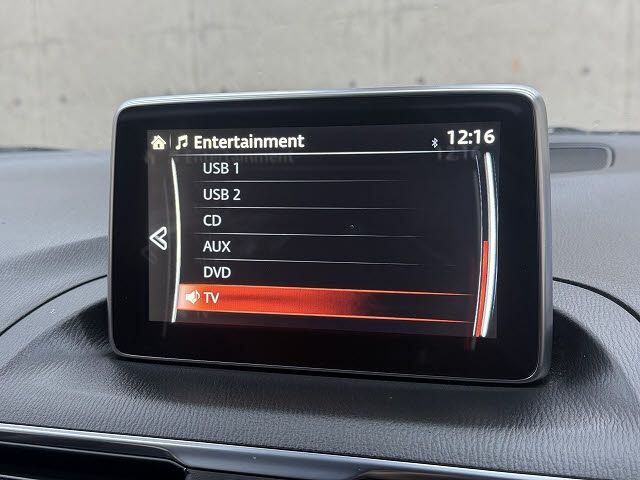 Entertainment 12:16
USB 1
USB 2
CD
AUX
DVD
TV